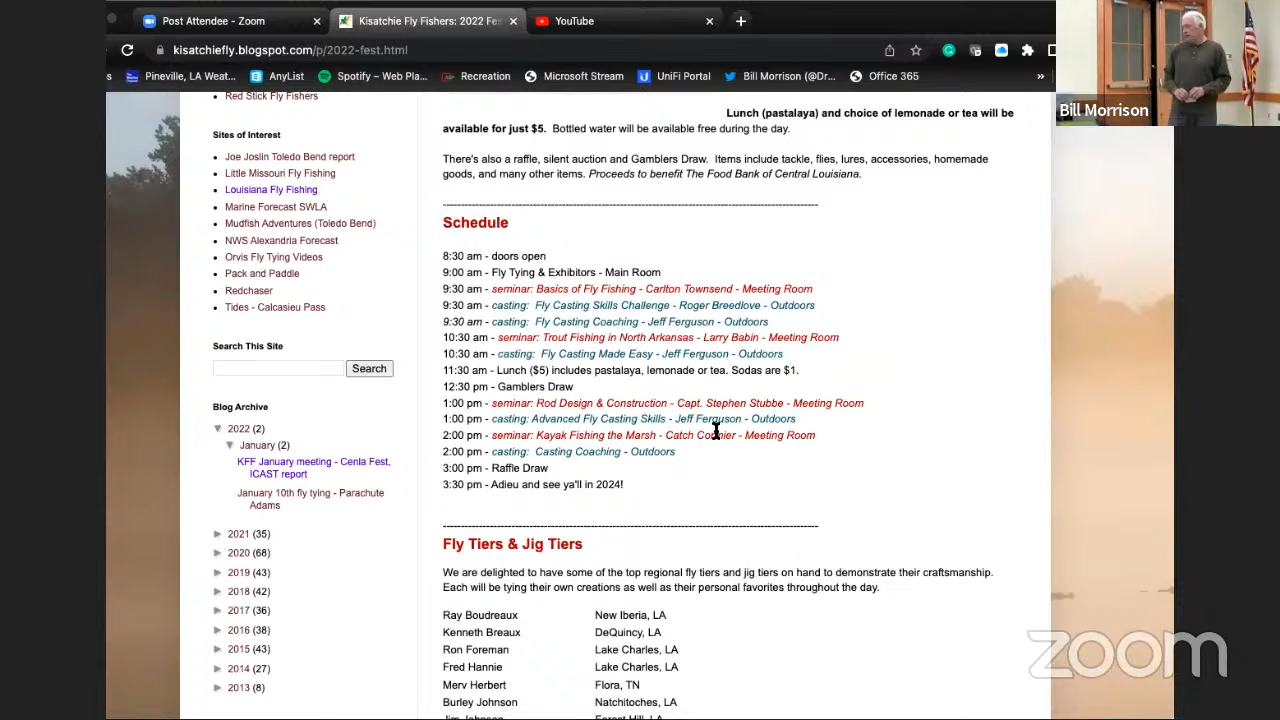 Post Attendee - Zoom
Kisatchie Fly Fishers: 2022 Fes
YouTube
kisatchiefly.blogspot.com/p/2022-fest.html
s
Pineville, LA Weat...
AnyList
Spotify – Web Pla...
Recreation
Microsoft Stream
UniFi Portal
Bill Morrison (@Dr...
Office 365
»
Bill Morrison
Red Stick Fly Fishers
Sites of Interest
Joe Joslin Toledo Bend report
Little Missouri Fly Fishing
Louisiana Fly Fishing
Marine Forecast SWLA
Mudfish Adventures (Toledo Bend)
NWS Alexandria Forecast
Orvis Fly Tying Videos
Pack and Paddle
Redchaser
Tides - Calcasieu Pass
Search This Site
Search
Blog Archive
▼ 2022 (2)
▼ January (2)
KFF January meeting - Cenla Fest,
ICAST report
January 10th fly tying - Parachute
Adams
► 2021 (35)
► 2020 (68)
► 2019 (43)
► 2018 (42)
► 2017 (36)
► 2016 (38)
► 2015 (43)
► 2014 (27)
► 2013 (8)
Lunch (pastalaya) and choice of lemonade or tea will be
available for just $5. Bottled water will be available free during the day.
There's also a raffle, silent auction and Gamblers Draw. Items include tackle, flies, lures, accessories, homemade
goods, and many other items. Proceeds to benefit The Food Bank of Central Louisiana.
Schedule
8:30 am - doors open
9:00 am - Fly Tying & Exhibitors - Main Room
9:30 am - seminar: Basics of Fly Fishing - Carlton Townsend - Meeting Room
9:30 am - casting: Fly Casting Skills Challenge - Roger Breedlove - Outdoors
9:30 am - casting: Fly Casting Coaching - Jeff Ferguson - Outdoors
10:30 am - seminar: Trout Fishing in North Arkansas - Larry Babin - Meeting Room
10:30 am - casting: Fly Casting Made Easy - Jeff Ferguson - Outdoors
11:30 am - Lunch ($5) includes pastalaya, lemonade or tea. Sodas are $1.
12:30 pm - Gamblers Draw
1:00 pm - seminar: Rod Design & Construction - Capt. Stephen Stubbe - Meeting Room
1:00 pm - casting: Advanced Fly Casting Skills - Jeff Ferguson - Outdoors
2:00 pm - seminar: Kayak Fishing the Marsh - Catch - Meeting Room
2:00 pm - casting: Casting Coaching - Outdoors
3:00 pm - Raffle Draw
3:30 pm - Adieu and see ya'll in 2024!
Fly Tiers & Jig Tiers
We are delighted to have some of the top regional fly tiers and jig tiers on hand to demonstrate their craftsmanship.
Each will be tying their own creations as well as their personal favorites throughout the day.
Ray Boudreaux New Iberia, LA
Kenneth Breaux DeQuincy, LA
Ron Foreman Lake Charles, LA
Fred Hannie Lake Charles, LA
Merv Herbert Flora, TN
Burley Johnson Natchitoches, LA
Jim Johnson Forest Hill, LA
zoom